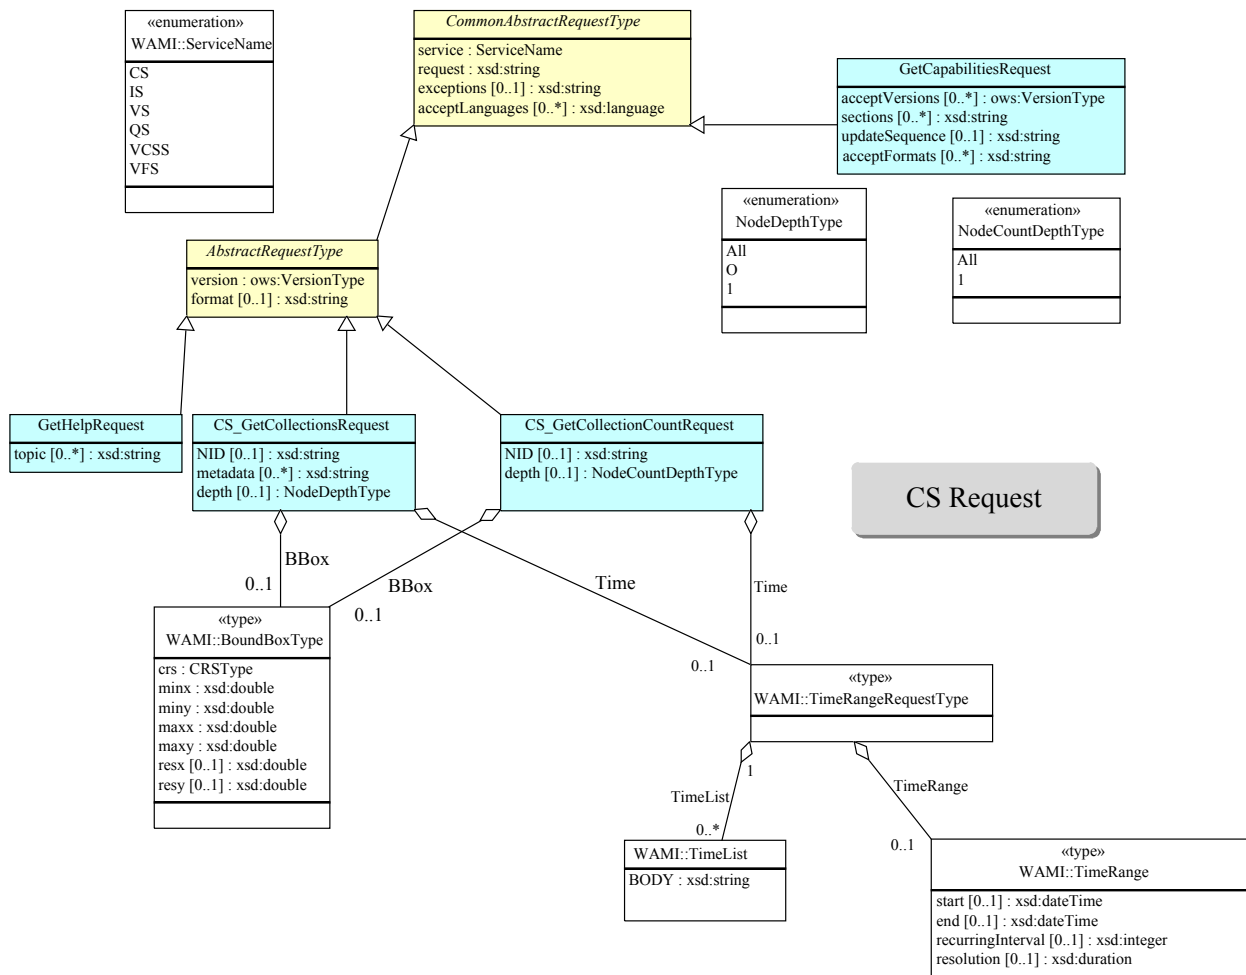 «enumeration»
WAMI::ServiceName
CS
IS
VS
QS
VCSS
VFS
CommonAbstractRequestType
service : ServiceName
request : xsd:string
exceptions [0..1] : xsd:string
acceptLanguages [0..*] : xsd:language
GetCapabilitiesRequest
acceptVersions [0..*] : ows:VersionType
sections [0..*] : xsd:string
updateSequence [0..1] : xsd:string
acceptFormats [0..*] : xsd:string
«enumeration»
NodeDepthType
All
O
1
«enumeration»
NodeCountDepthType
All
1
AbstractRequestType
version : ows:VersionType
format [0..1] : xsd:string
GetHelpRequest
topic [0..*] : xsd:string
CS_GetCollectionsRequest
NID [0..1] : xsd:string
metadata [0..*] : xsd:string
depth [0..1] : NodeDepthType
CS_GetCollectionCountRequest
NID [0..1] : xsd:string
depth [0..1] : NodeCountDepthType
CS Request
BBox
0..1
BBox
0..1
Time
0..1
Time
0..1
«type»
WAMI::BoundBoxType
crs : CRSType
minx : xsd:double
miny : xsd:double
maxx : xsd:double
maxy : xsd:double
resx [0..1] : xsd:double
resy [0..1] : xsd:double
«type»
WAMI::TimeRangeRequestType
1
TimeList
0..*
TimeRange
0..1
WAMI::TimeList
BODY : xsd:string
«type»
WAMI::TimeRange
start [0..1] : xsd:dateTime
end [0..1] : xsd:dateTime
recurringInterval [0..1] : xsd:integer
resolution [0..1] : xsd:duration